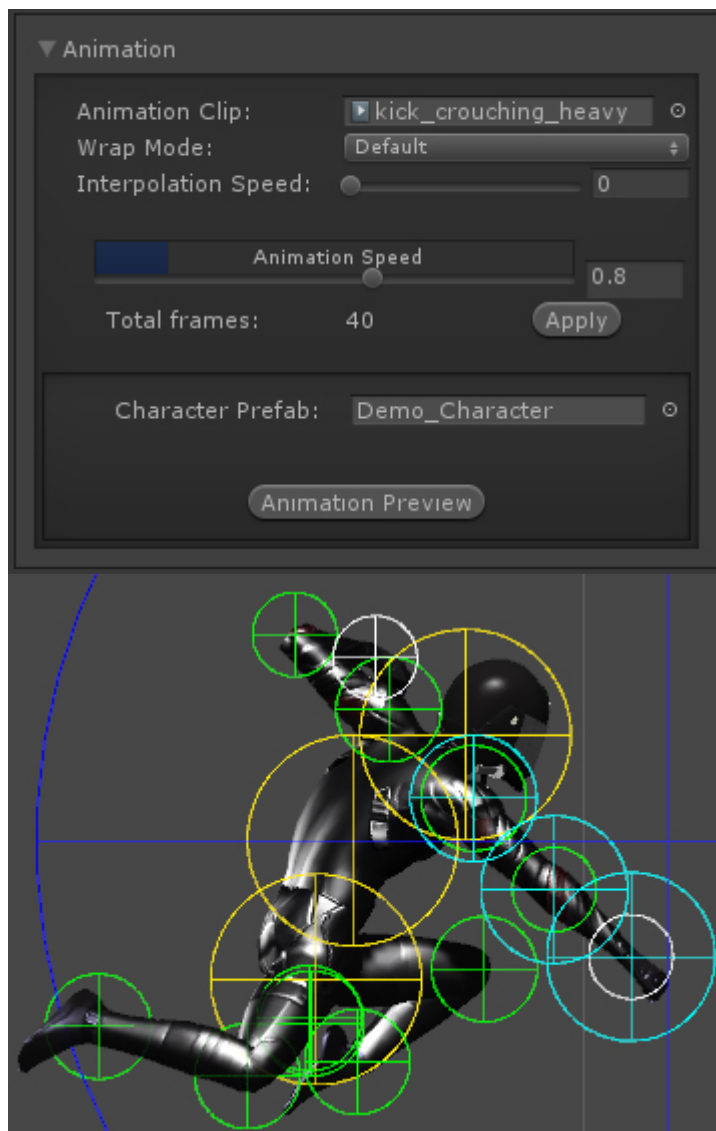 Animation
Animation Clip: kick_crouching_heavy
Wrap Mode: Default
Interpolation Speed: 0
Animation Speed
0.8
Total frames: 40 Apply
Character Prefab: Demo_Character
Animation Preview